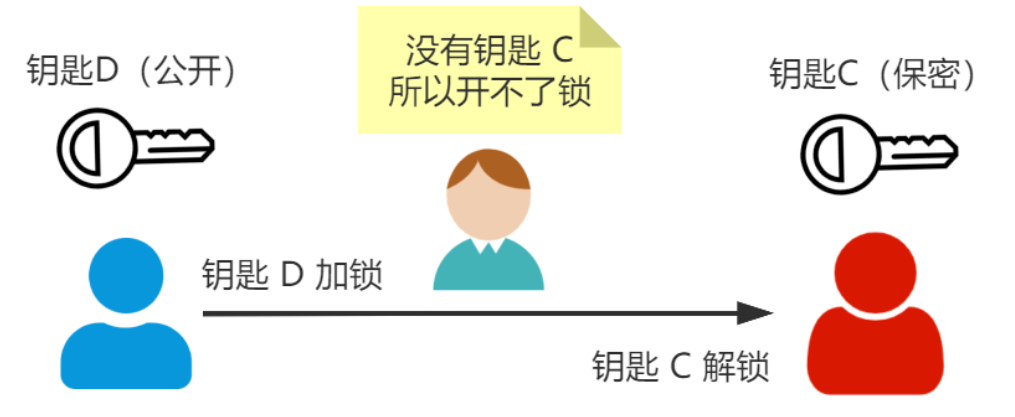 钥匙D（公开）
没有钥匙 C
所以开不了锁
钥匙C（保密）
钥匙 D 加锁
钥匙 C 解锁